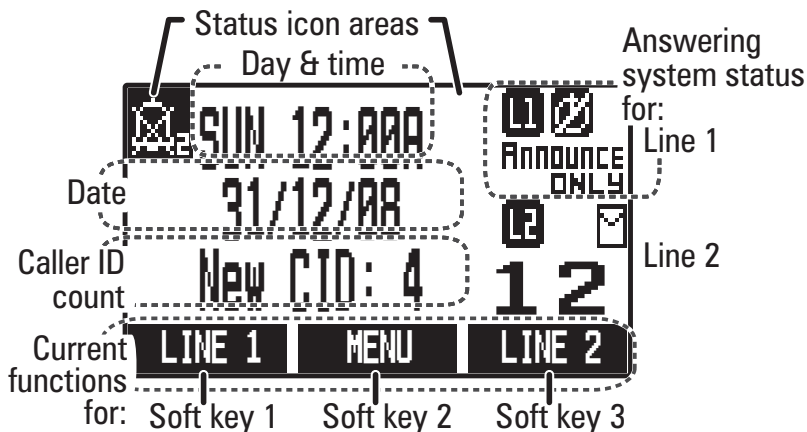 Status icon areas
Day & time
Answering
system status
for:
L1
SUN 12:00A
Line 1
ANNOUNCE
ONLY
Date
31/12/08
L2
Line 2
Caller ID
count
New CID: 4
12
Current
functions
for:
LINE 1
MENU
LINE 2
Soft key 1
Soft key 2
Soft key 3